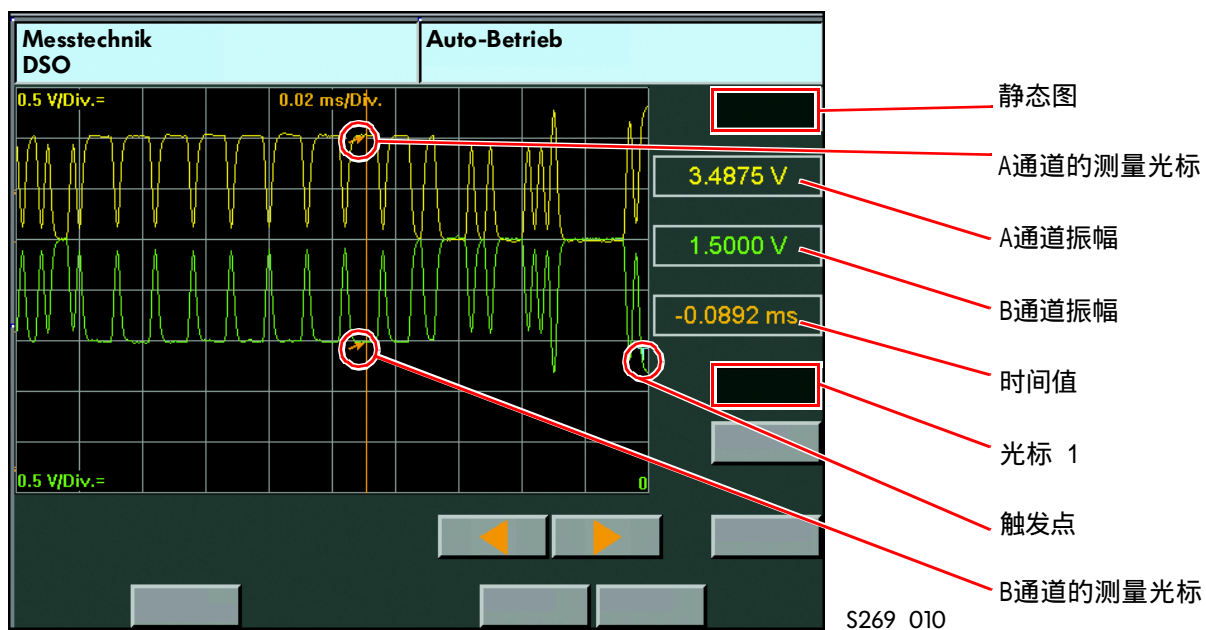 Messtechnik
DSO
Auto-Betrieb
0.5 V/Div.=
0.02 ms/Div.
3.4875 V
1.5000 V
-0.0892 ms
0.5 V/Div.=
0
静态图
A通道的测量光标
A通道振幅
B通道振幅
时间值
光标 1
触发点
B通道的测量光标
S269 010